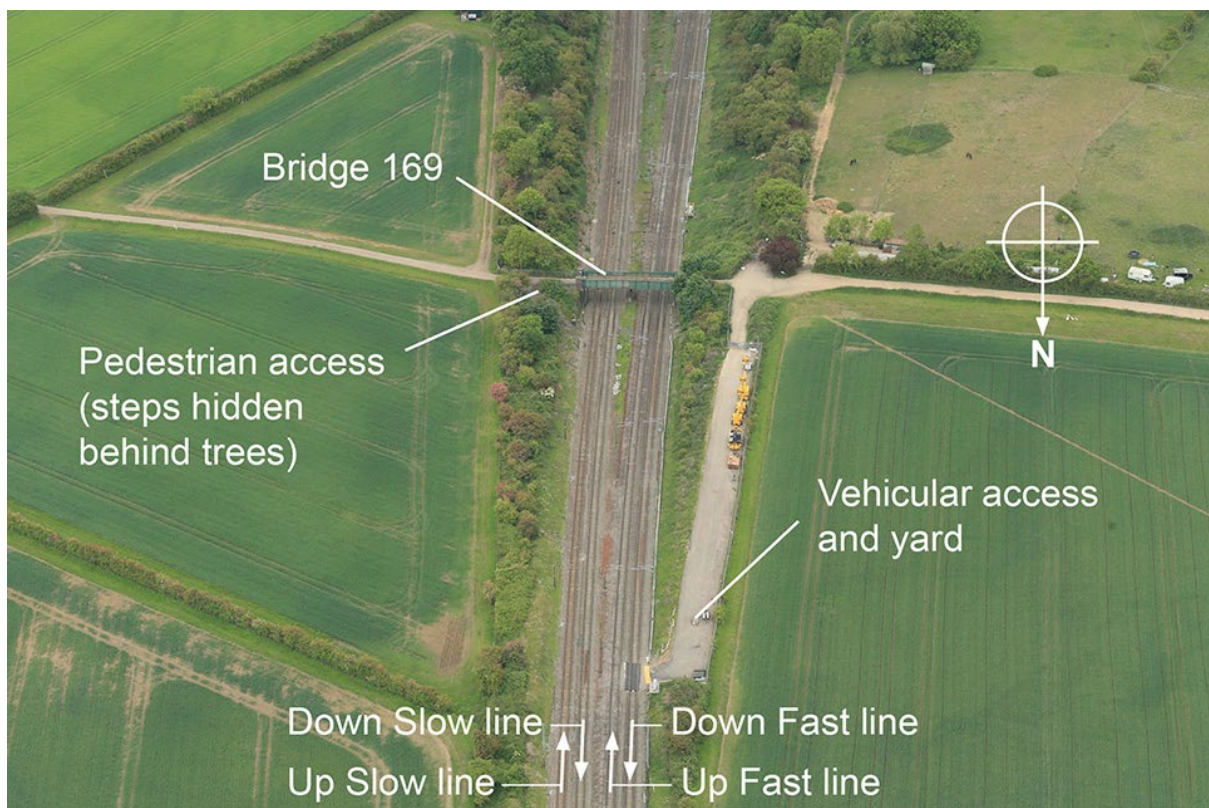 Bridge 169
Pedestrian access
(steps hidden
behind trees)
N
Vehicular access
and yard
Down Slow line
Down Fast line
Up Slow line
Up Fast line